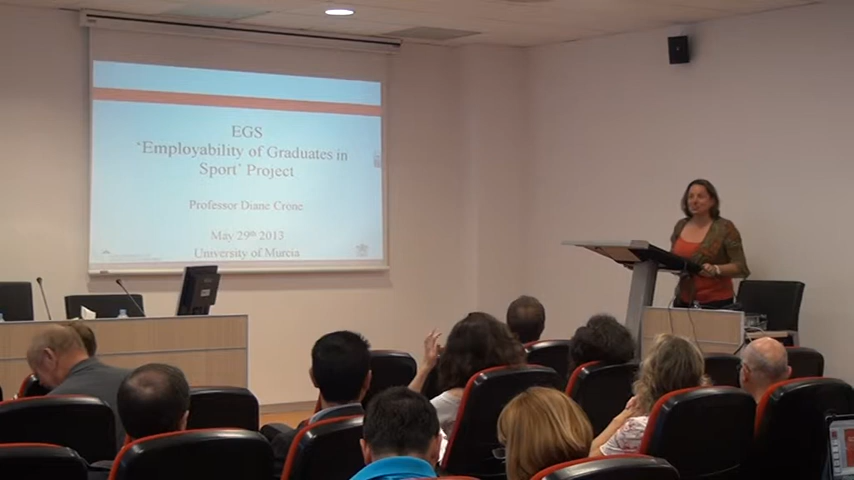 EGS
'Employability of Graduates in
Sport' Project
Professor Diane Crone
May 29th 2013
University of Murcia